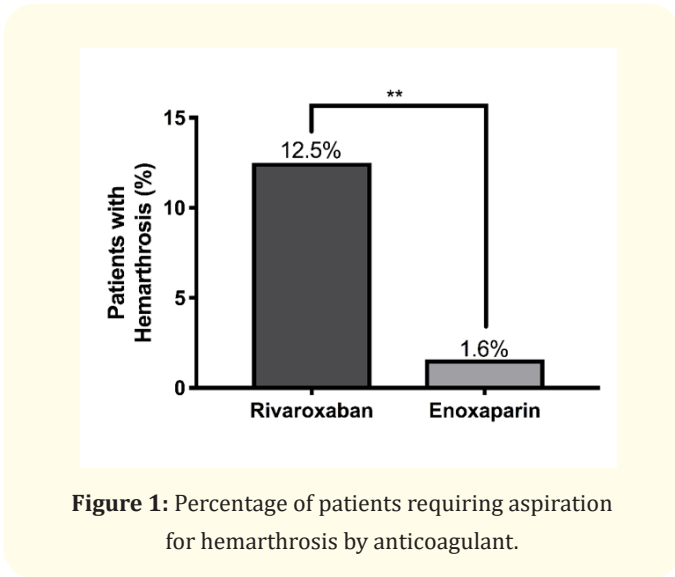 **
15
12.5%
10
Patients with
Hemarthrosis (%)
5
1.6%
0
Rivaroxaban Enoxaparin
Figure 1: Percentage of patients requiring aspiration
for hemarthrosis by anticoagulant.